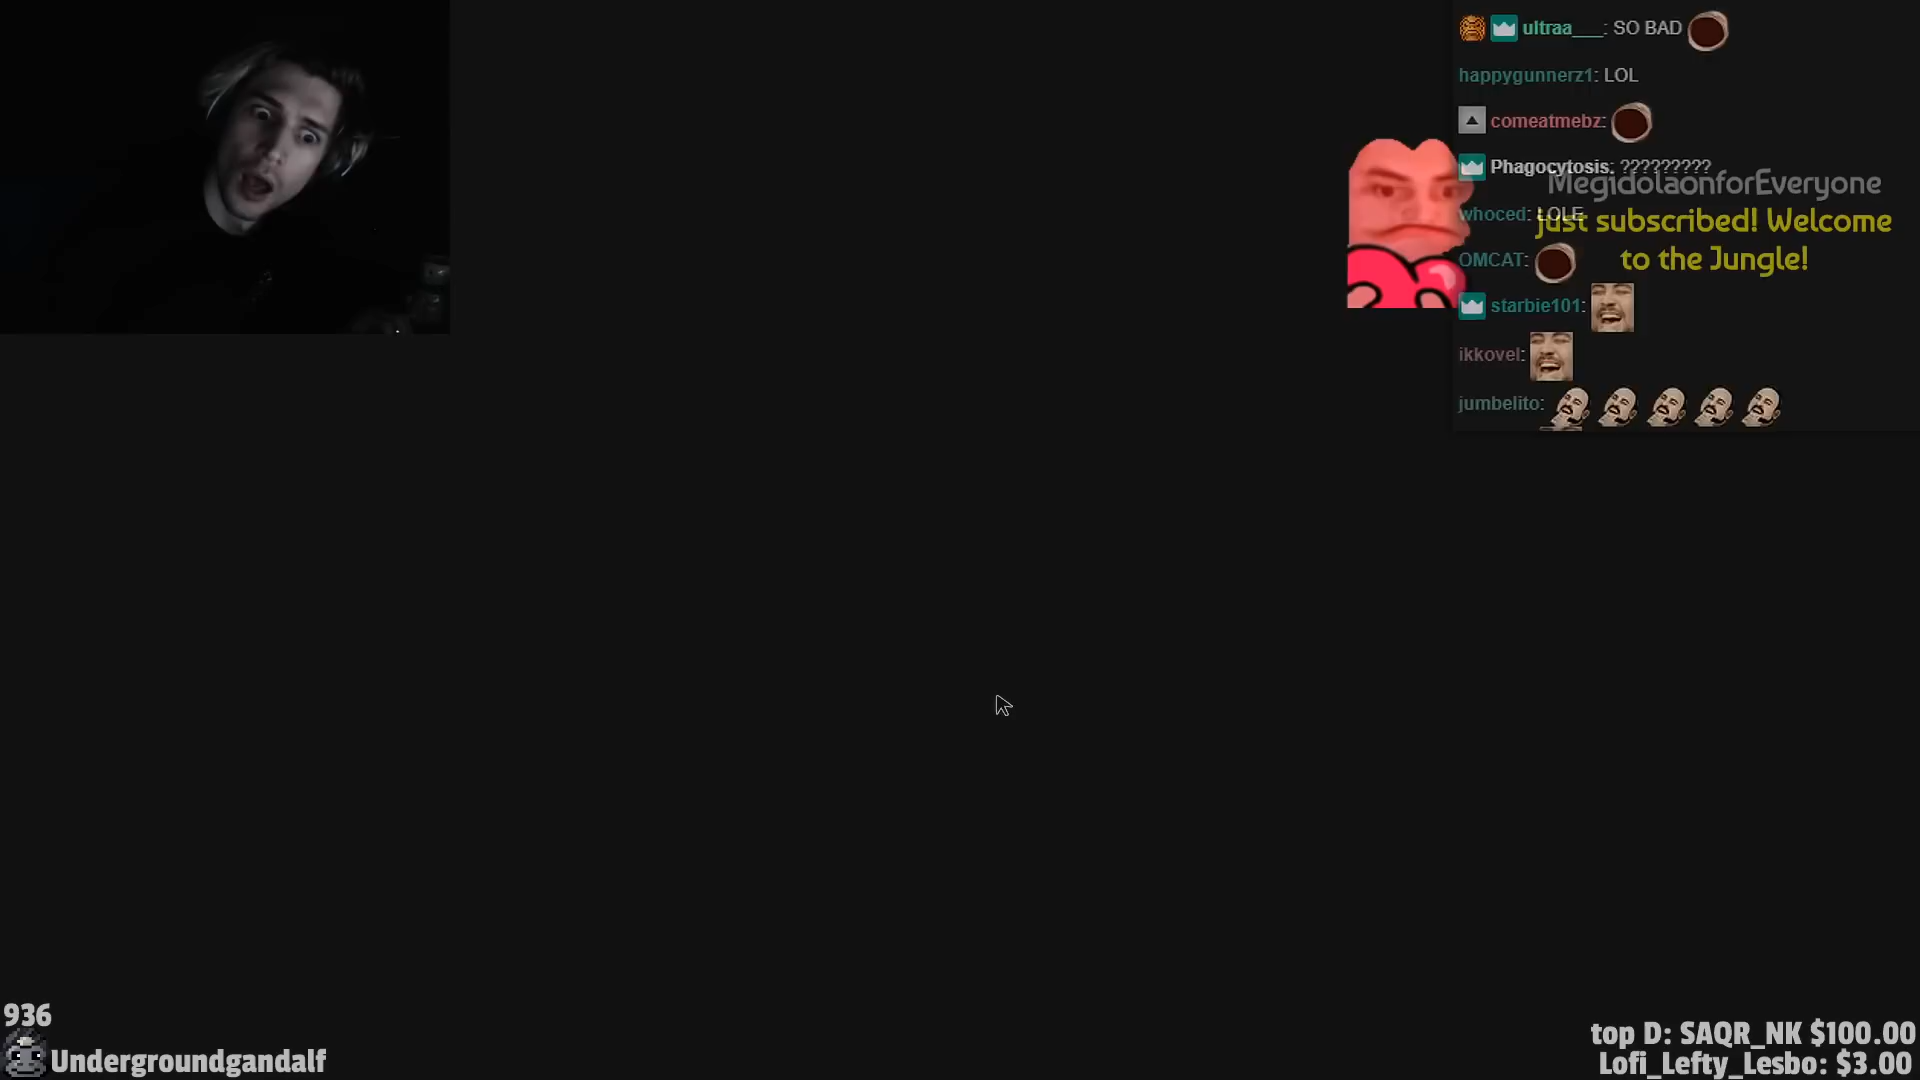 ultraa___: SO BAD
happygunnerz1: LOL
comeatmebz:
Phagocytosis: ?????????
MegidolaonforEveryone
whoced: LOLE
just subscribed! Welcome
to the Jungle!
OMCAT:
starbie101:
ikkovel:
jumbelito:
936
Undergroundgandalf
top D: SAQR_NK $100.00
Lofi_Lefty_Lesbo: $3.00